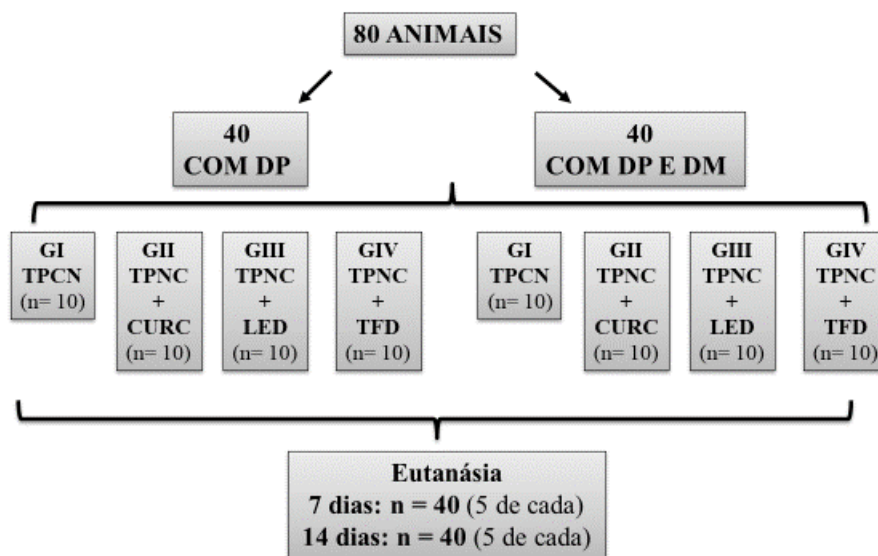 80 ANIMAIS
40
COM DP
40
COM DP E DM
GI
TPCN
(n= 10)
GII
TPNC
+
CURC
(n= 10)
GIII
TPNC
+
LED
(n= 10)
GIV
TPNC
+
TFD
(n= 10)
GI
TPCN
(n= 10)
GII
TPNC
+
CURC
(n= 10)
GIII
TPNC
+
LED
(n= 10)
GIV
TPNC
+
TFD
(n= 10)
Eutanásia
7 dias: n = 40 (5 de cada)
14 dias: n = 40 (5 de cada)